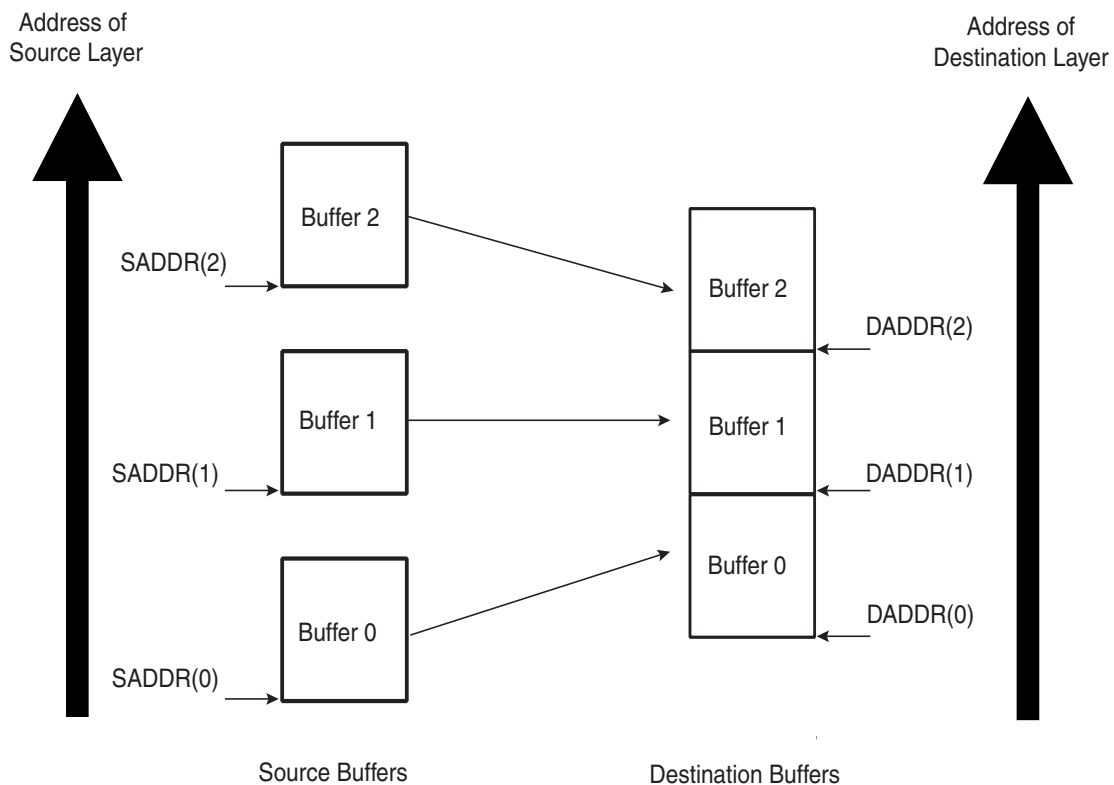 Address of
Source Layer
Address of
Destination Layer
Buffer 2
SADDR(2)
Buffer 2
DADDR(2)
Buffer 1
Buffer 1
SADDR(1)
DADDR(1)
Buffer 0
DADDR(0)
Buffer 0
SADDR(0)
Source Buffers
Destination Buffers